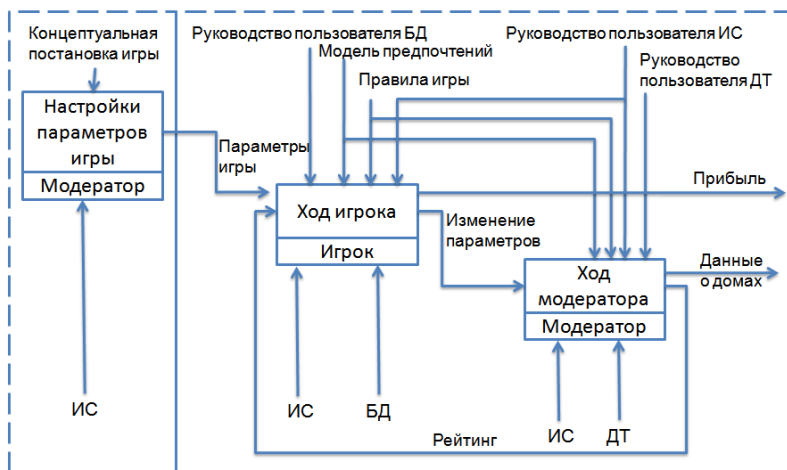 Концептуальная
постановка игры
Настройки
параметров
игры
Модератор
ИС
Руководство пользователя БД
Модель предпочтений
Правила игры
Руководство пользователя ИС
Руководство
пользователя ДТ
Параметры
игры
Ход игрока
Игрок
Прибыль
Изменение
параметров
Ход
модератора
Модератор
Данные
о домах
ИС
БД
Рейтинг
ИС
ДТ